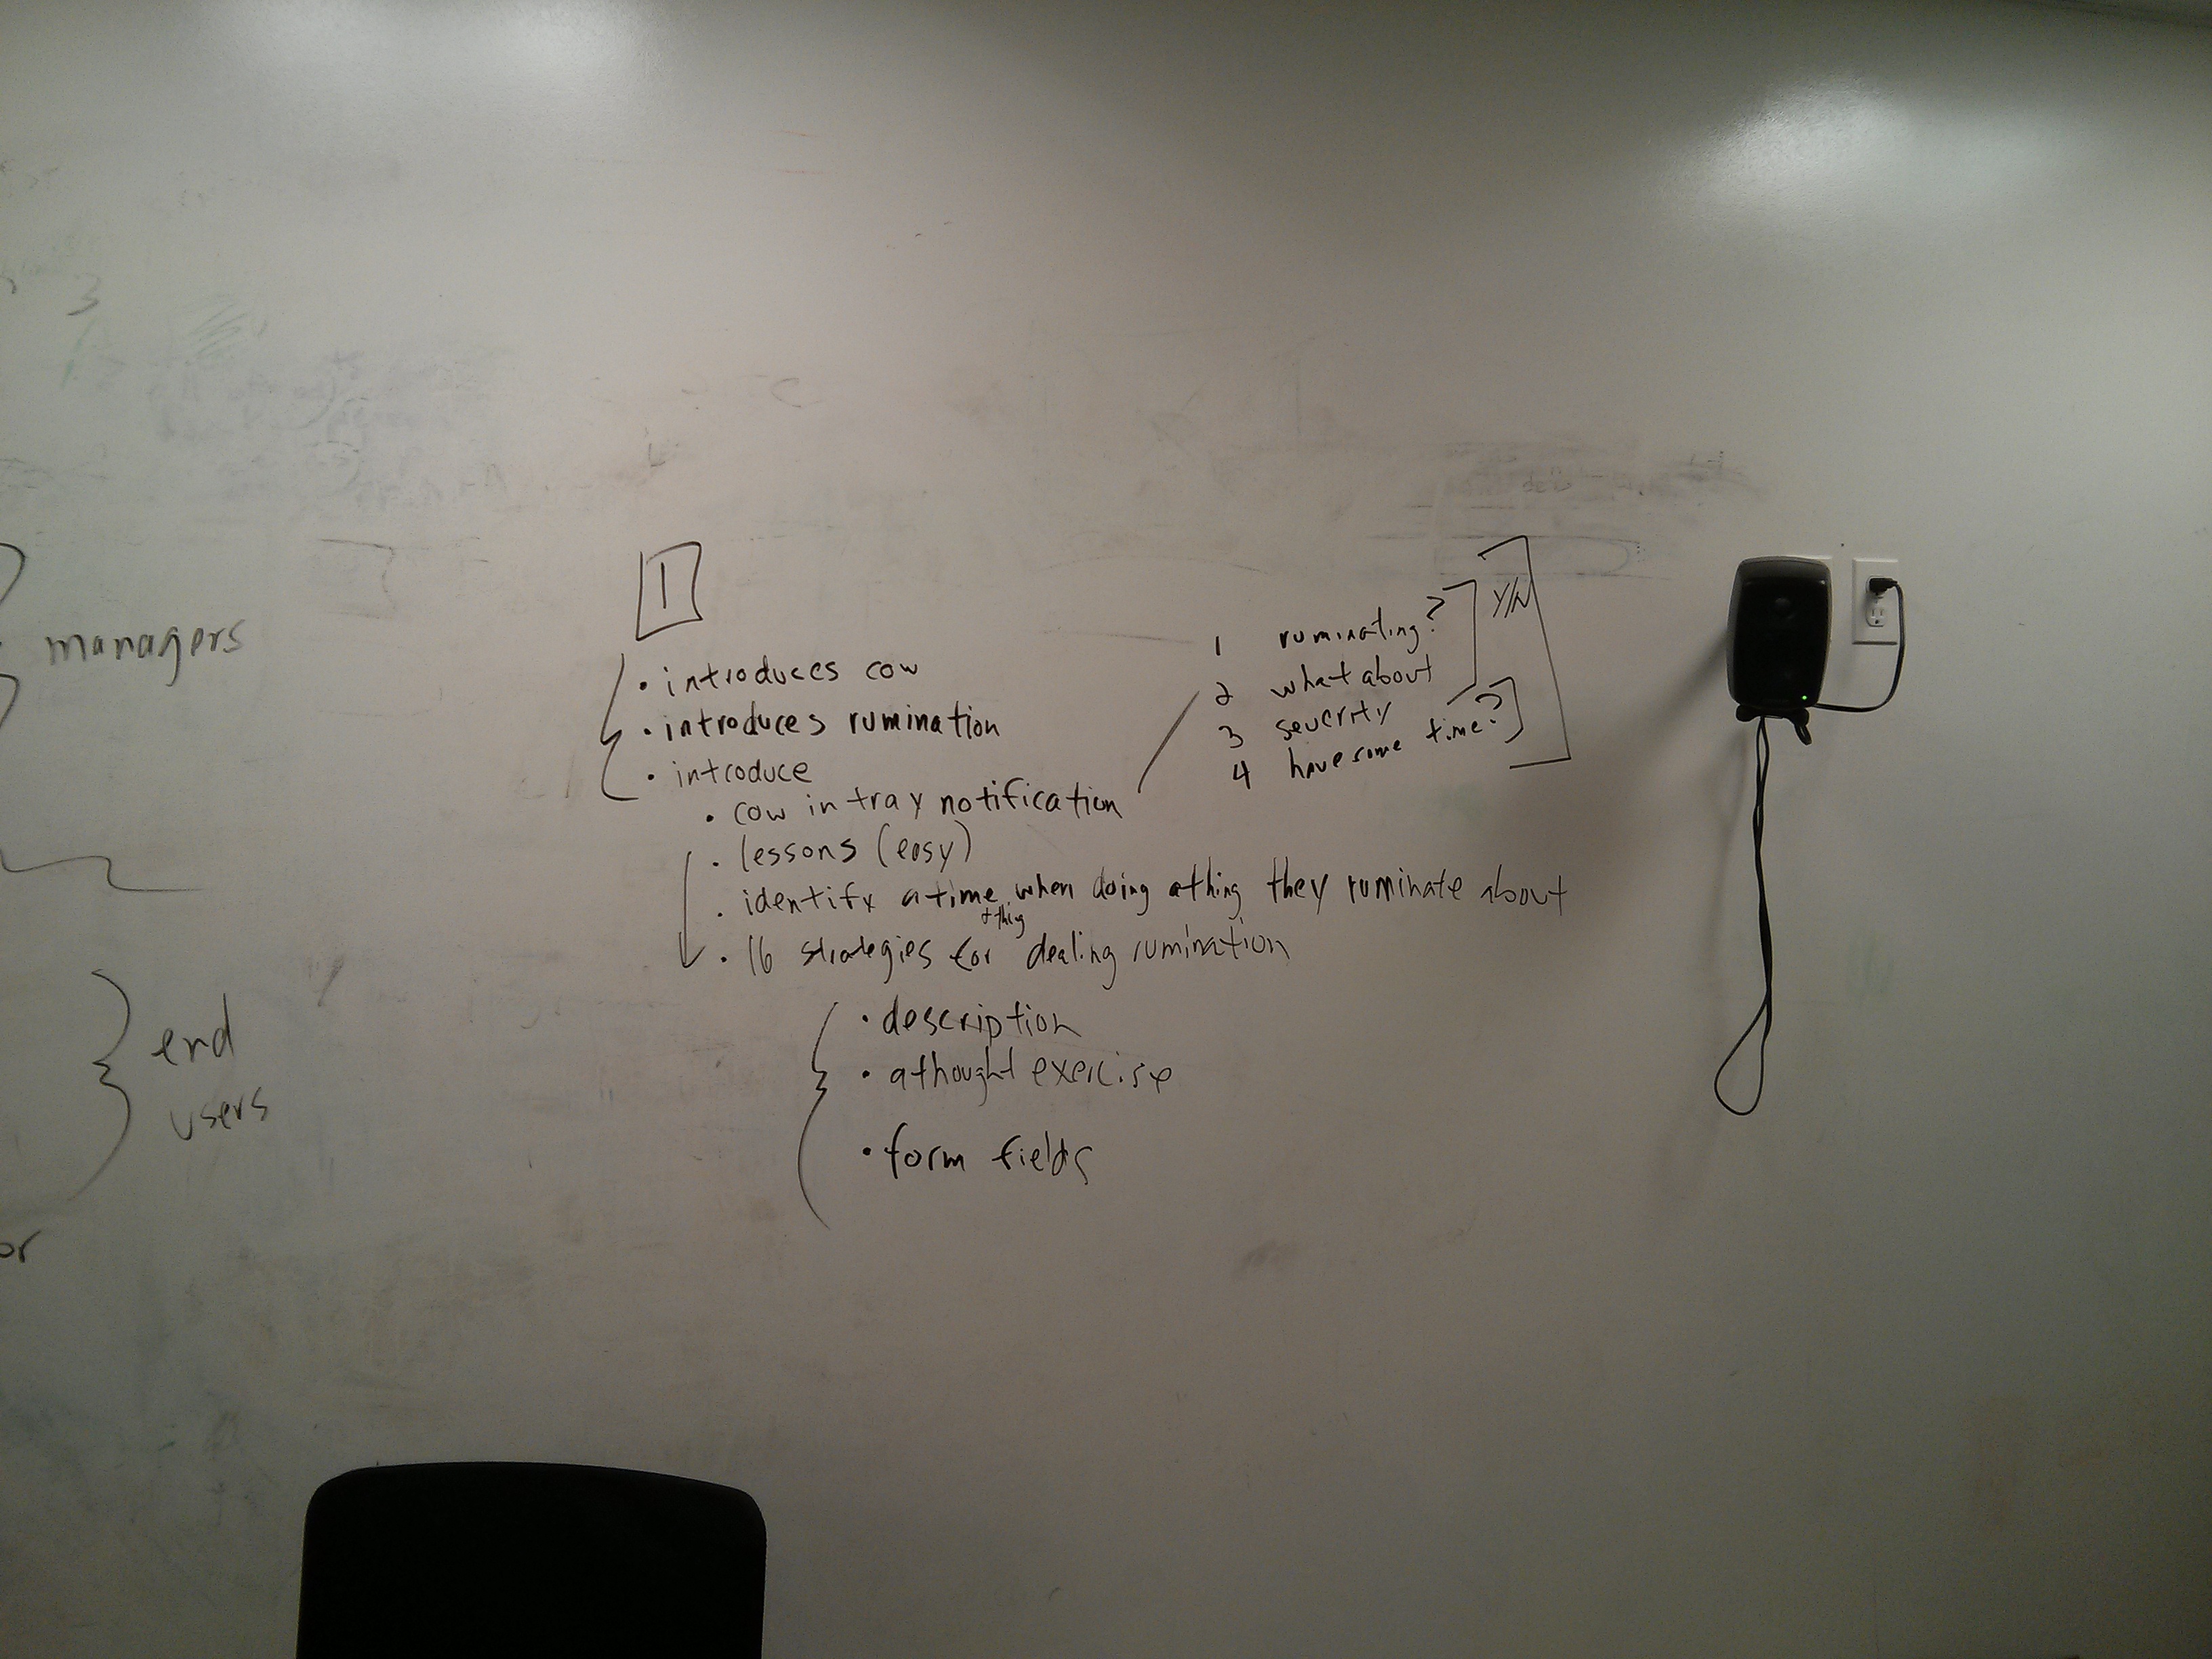 managers
end
users
or
1
• introduces cow
• introduces rumination
• introduce
• cow in tray notification
• lessons (easy)
• identify a time when doing a thing they ruminate about
+ thing
• 16 strategies for dealing rumination
• description
• a thought exercise
• form fields
1 ruminating?
2 what about
3 severity
4 have some time?
Y/N
3